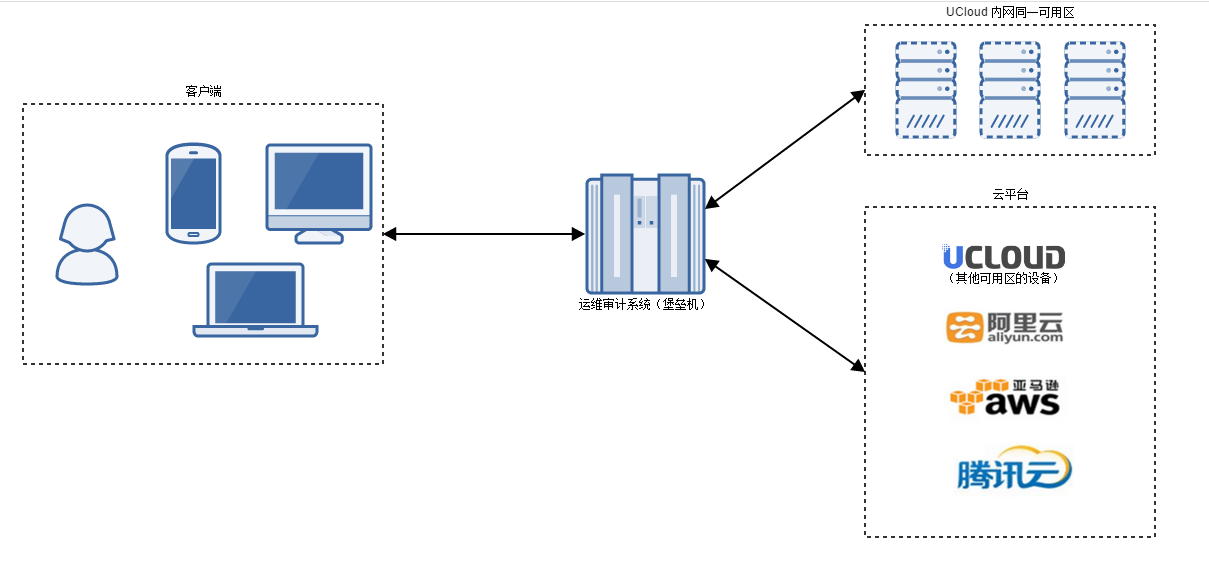 UCloud 内网同一可用区
客户端
云平台
UCLOUD
（其他可用区的设备）
运维审计系统（堡垒机）
阿里云
aliyun.com
亚马逊
aws
腾讯云